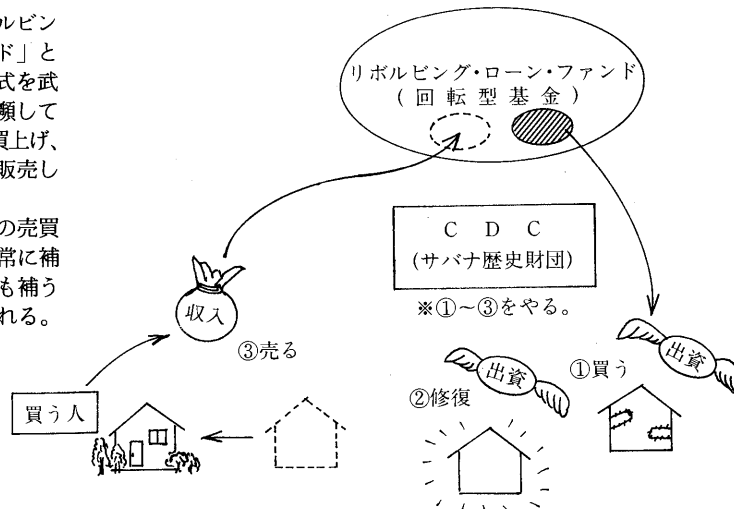 ルビン
ド」と
式を武
頻して
買上げ、
販売し
の売買
常に補
も補う
れる。
リボルビング・ローン・ファンド
(回転型基金)
CDC
(サバナ歴史財団)
※①~③をやる。
収入
③売る
買う人
出資
②修復
出資
①買う